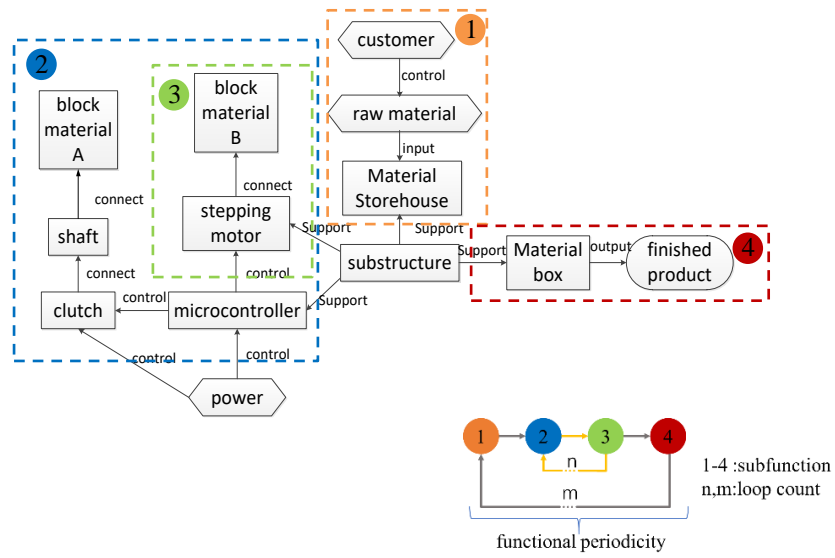 1
customer
control
raw material
input
Material
Storehouse
Support
2
3
block
material
A
block
material
B
connect
connect
shaft
stepping
motor
Support
substructure
Support
Material
box
output
finished
product
4
connect
control
Support
clutch
control
microcontroller
control
control
power
1
2
3
4
n
m
1-4 :subfunction
n,m:loop count
functional periodicity